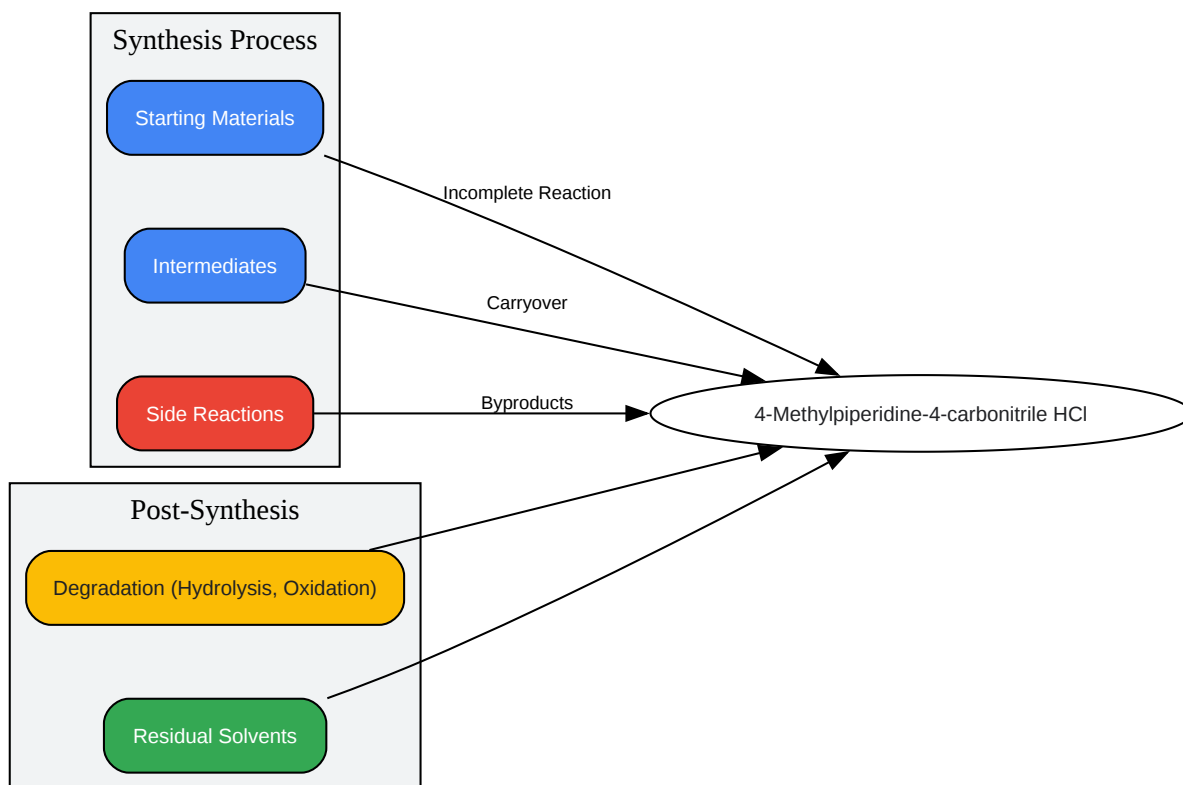 Synthesis Process
Starting Materials
Incomplete Reaction
Intermediates
Carryover
Side Reactions
Byproducts
4-Methylpiperidine-4-carbonitrile HCl
Post-Synthesis
Degradation (Hydrolysis, Oxidation)
Residual Solvents